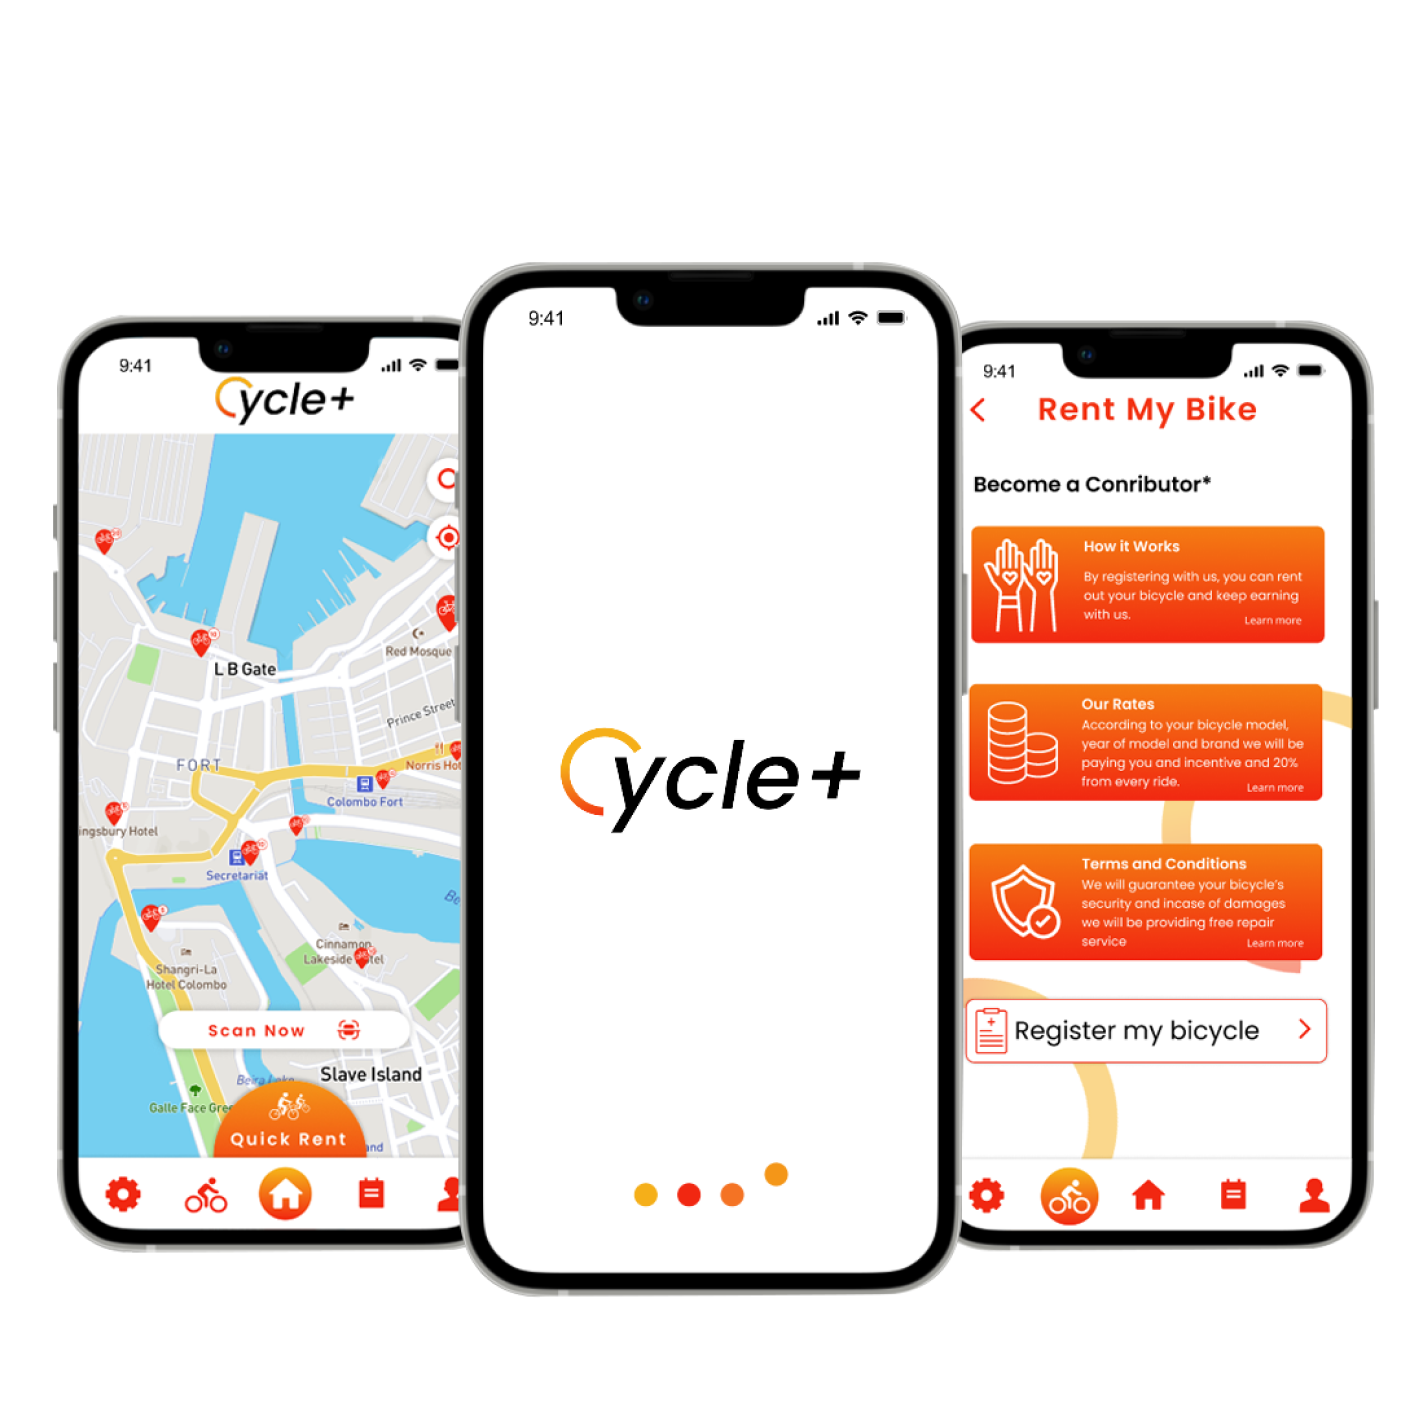 9:41
Cycle+
Red Mosque
L B Gate
Prince Street
FORT
Norris Hot
Colombo Fort
ingsbury Hotel
Secretariat
Be
Cinnamon
Lakeside tel
Shangri-La
Hotel Colombo
Scan Now
Slave Island
Beira Lake
Galle Face Gree
Quick Rent
and
9:41
Cycle+
9:41
Rent My Bike
Become a Conributor*
How it Works
By registering with us, you can rent
out your bicycle and keep earning
with us.
Learn more
Our Rates
According to your bicycle model,
year of model and brand we will be
paying you and incentive and 20%
from every ride.
Learn more
Terms and Conditions
We will guarantee your bicycle's
security and incase of damages
we will be providing free repair
service
Learn more
Register my bicycle